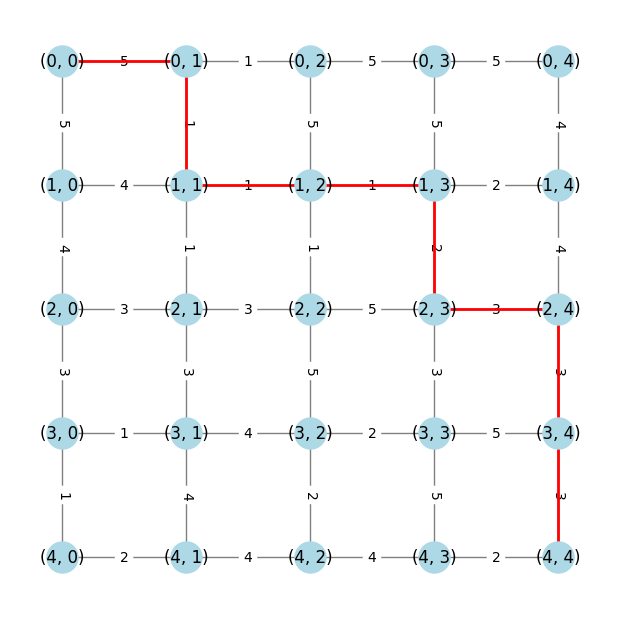 (0, 0) 5 (0, 1) 1 (0, 2) 5 (0, 3) 5 (0, 4)
5 1 5 5 4
(1, 0) 4 (1, 1) 1 (1, 2) 1 (1, 3) 2 (1, 4)
4 1 1 2 4
(2, 0) 3 (2, 1) 3 (2, 2) 5 (2, 3) 3 (2, 4)
3 3 5 3 3
(3, 0) 1 (3, 1) 4 (3, 2) 2 (3, 3) 5 (3, 4)
1 4 2 5 3
(4, 0) 2 (4, 1) 4 (4, 2) 4 (4, 3) 2 (4, 4)